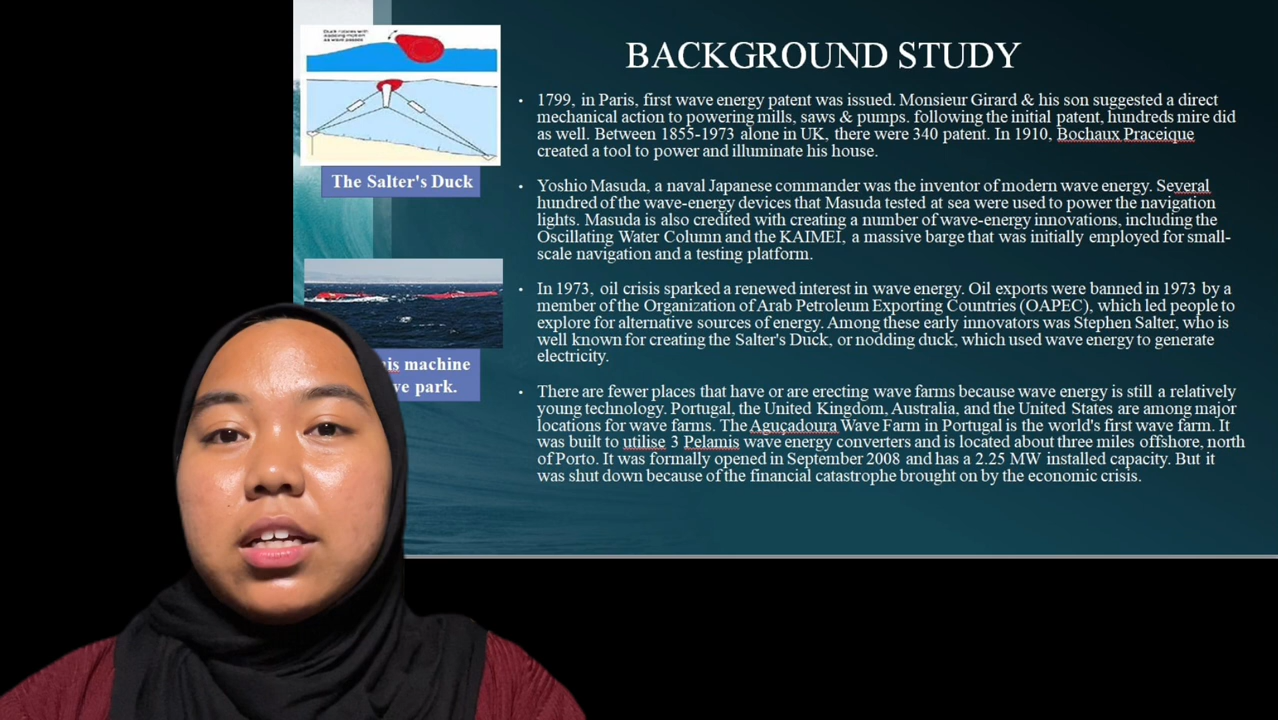 BACKGROUND STUDY
The Salter's Duck
is machine
ve park.
• 1799, in Paris, first wave energy patent was issued. Monsieur Girard & his son suggested a direct
mechanical action to powering mills, saws & pumps. following the initial patent, hundreds mire did
as well. Between 1855-1973 alone in UK, there were 340 patent. In 1910, Bochaux Praceique
created a tool to power and illuminate his house.
• Yoshio Masuda, a naval Japanese commander was the inventor of modern wave energy. Several
hundred of the wave-energy devices that Masuda tested at sea were used to power the navigation
lights. Masuda is also credited with creating a number of wave-energy innovations, including the
Oscillating Water Column and the KAIMEI, a massive barge that was initially employed for small-
scale navigation and a testing platform.
• In 1973, oil crisis sparked a renewed interest in wave energy. Oil exports were banned in 1973 by a
member of the Organization of Arab Petroleum Exporting Countries (OAPEC), which led people to
explore for alternative sources of energy. Among these early innovators was Stephen Salter, who is
well known for creating the Salter's Duck, or nodding duck, which used wave energy to generate
electricity.
• There are fewer places that have or are erecting wave farms because wave energy is still a relatively
young technology. Portugal, the United Kingdom, Australia, and the United States are among major
locations for wave farms. The Aguçadoura Wave Farm in Portugal is the world's first wave farm. It
was built to utilise 3 Pelamis wave energy converters and is located about three miles offshore, north
of Porto. It was formally opened in September 2008 and has a 2.25 MW installed capacity. But it
was shut down because of the financial catastrophe brought on by the economic crisis.